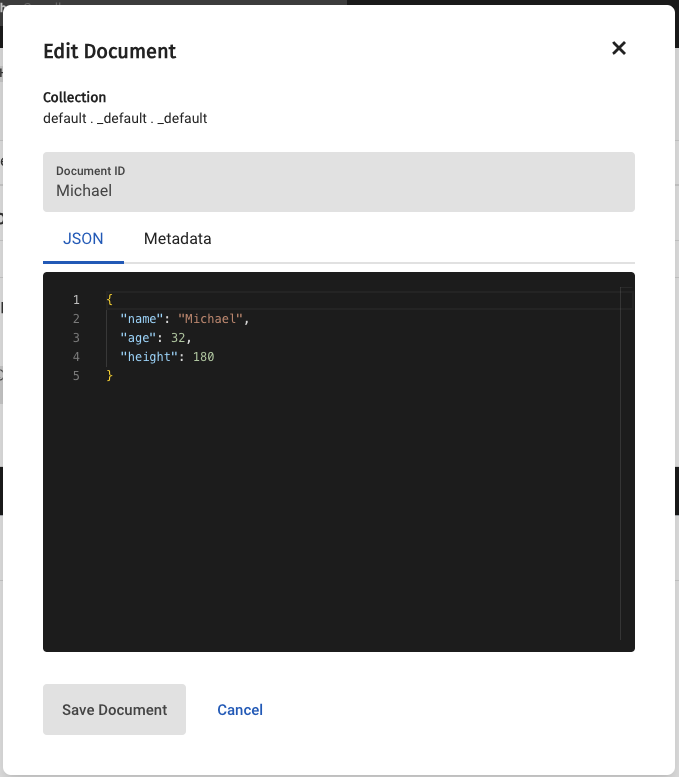 Edit Document
Collection
default . _default . _default
Document ID
Michael
JSON Metadata
1 {
2 "name": "Michael",
3 "age": 32,
4 "height": 180
5 }
Save Document Cancel